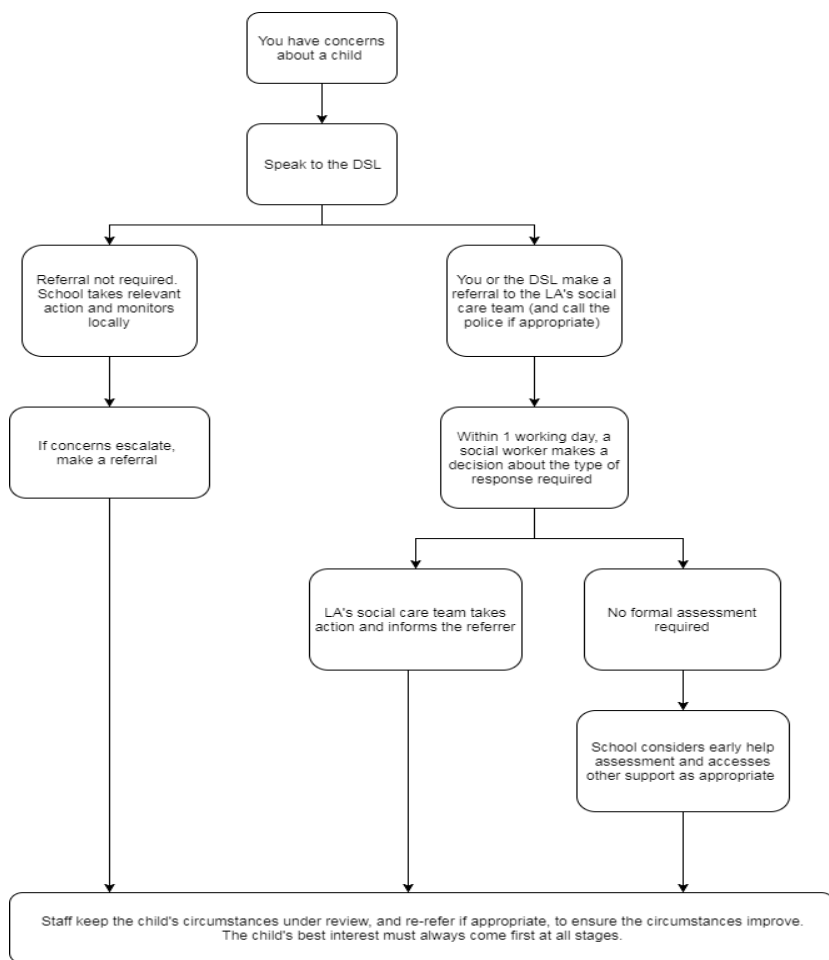 You have concerns
about a child
Speak to the DSL
Referral not required.
School takes relevant
action and monitors
locally
You or the DSL make a
referral to the LA's social
care team (and call the
police if appropriate)
If concerns escalate,
make a referral
Within 1 working day, a
social worker makes a
decision about the type of
response required
LA's social care team takes
action and informs the referrer
No formal assessment
required
School considers early help
assessment and accesses
other support as appropriate
Staff keep the child's circumstances under review, and re-refer if appropriate, to ensure the circumstances improve.
The child's best interest must always come first at all stages.